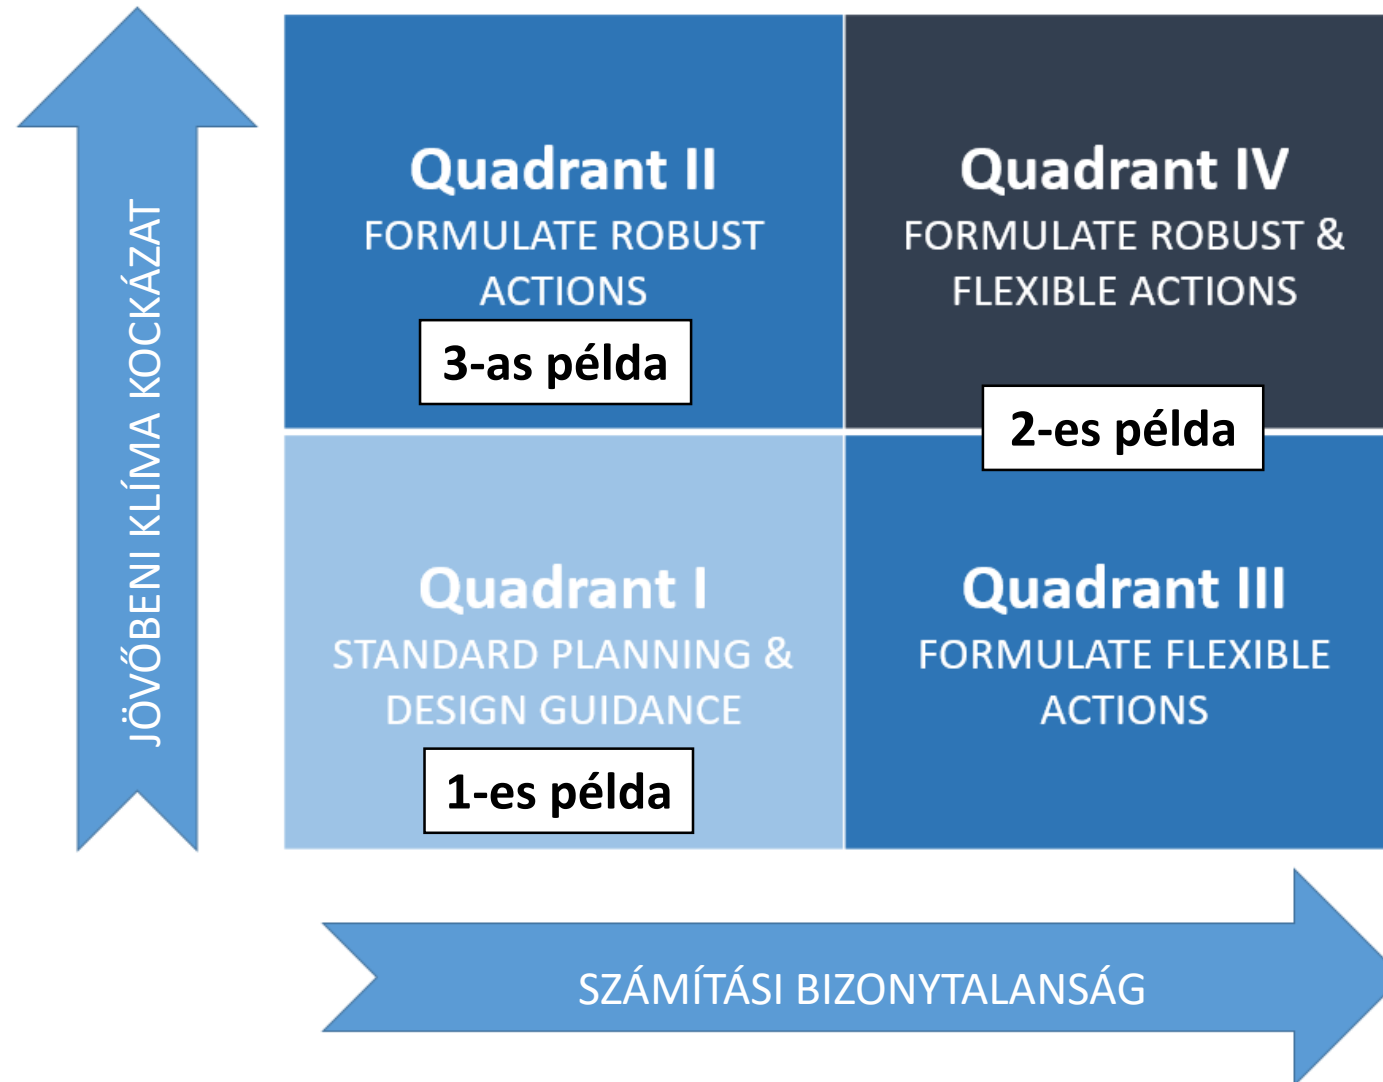 JÖVŐBENI KLÍMA KOCKÁZAT
Quadrant II
FORMULATE ROBUST
ACTIONS
3-as példa
Quadrant IV
FORMULATE ROBUST &
FLEXIBLE ACTIONS
2-es példa
Quadrant I
STANDARD PLANNING &
DESIGN GUIDANCE
1-es példa
Quadrant III
FORMULATE FLEXIBLE
ACTIONS
SZÁMÍTÁSI BIZONYTALANSÁG